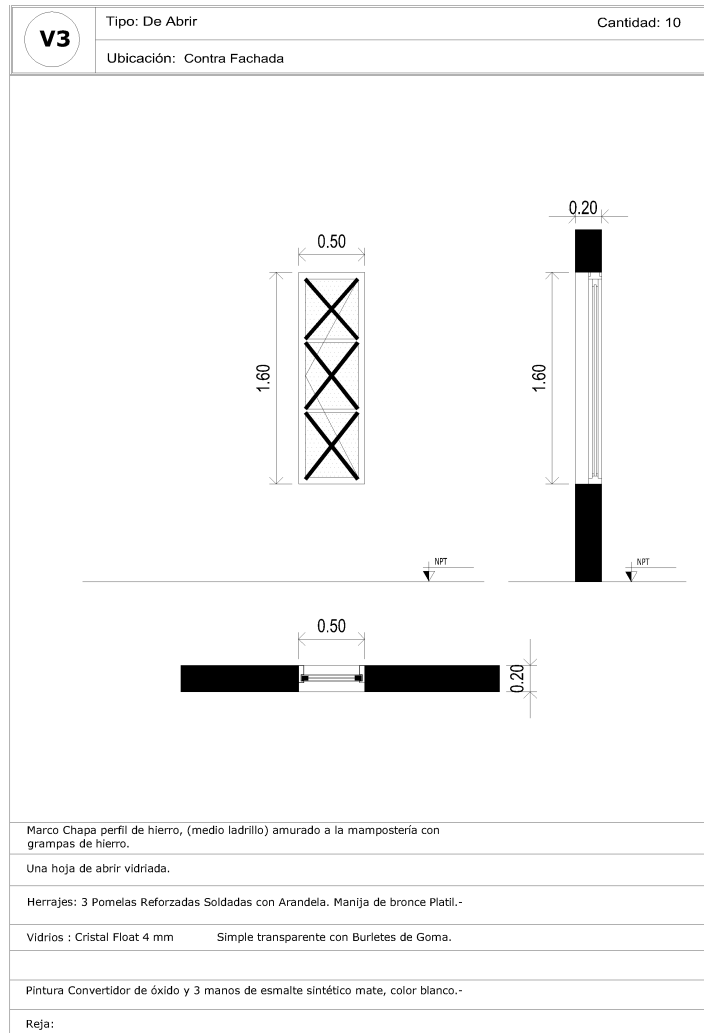 V3
Tipo: De Abrir
Cantidad: 10
Ubicación: Contra Fachada
0.20
0.50
1.60
1.60
NPT
NPT
0.50
0.20
Marco Chapa perfil de hierro, (medio ladrillo) amurado a la mampostería con
grampas de hierro.
Una hoja de abrir vidriada.
Herrajes: 3 Pomelas Reforzadas Soldadas con Arandela. Manija de bronce Platil.-
Vidrios : Cristal Float 4 mm Simple transparente con Burletes de Goma.
Pintura Convertidor de óxido y 3 manos de esmalte sintético mate, color blanco.-
Reja: